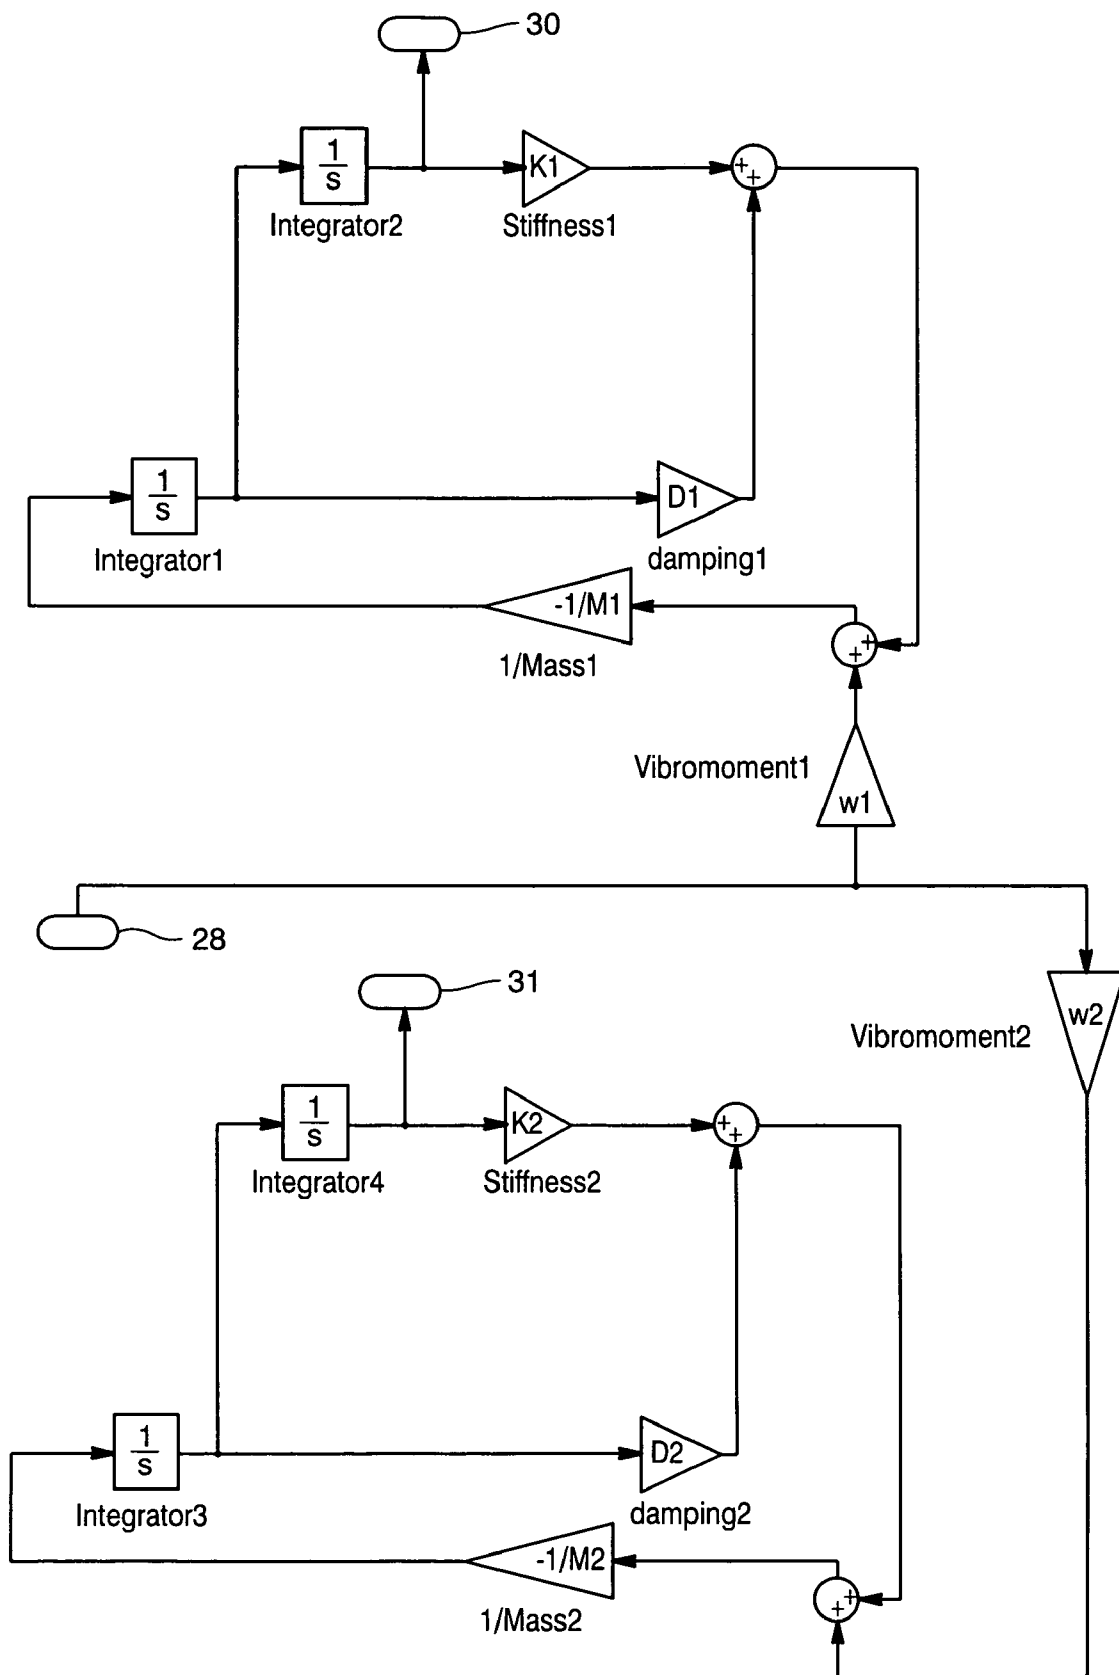 30
1
s
Integrator2
K1
Stiffness1
+
+
1
s
Integrator1
D1
damping1
-1/M1
1/Mass1
+
+
Vibromoment1
w1
28
31
w2
Vibromoment2
1
s
Integrator4
K2
Stiffness2
+
+
1
s
Integrator3
D2
damping2
-1/M2
1/Mass2
+
+